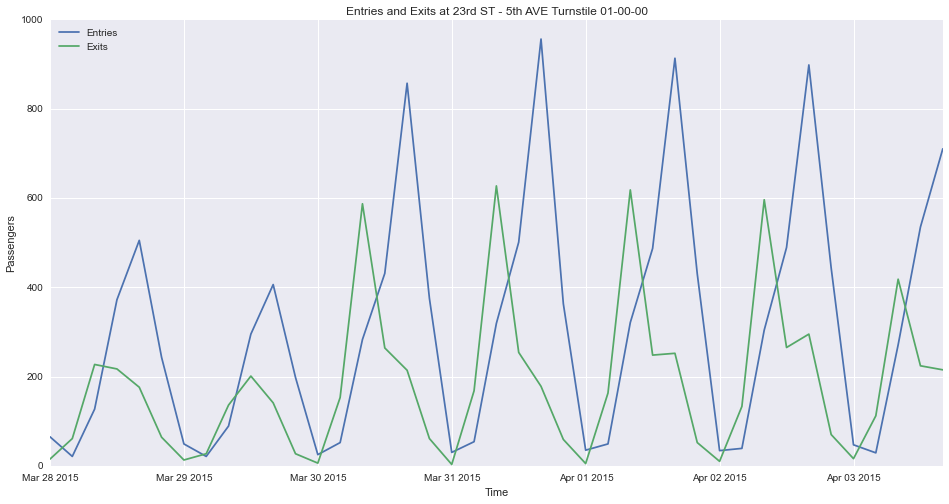 Entries and Exits at 23rd ST - 5th AVE Turnstile 01-00-00
Entries
Exits
Passengers
1000
800
600
400
200
0
Mar 28 2015
Mar 29 2015
Mar 30 2015
Mar 31 2015
Apr 01 2015
Apr 02 2015
Apr 03 2015
Time